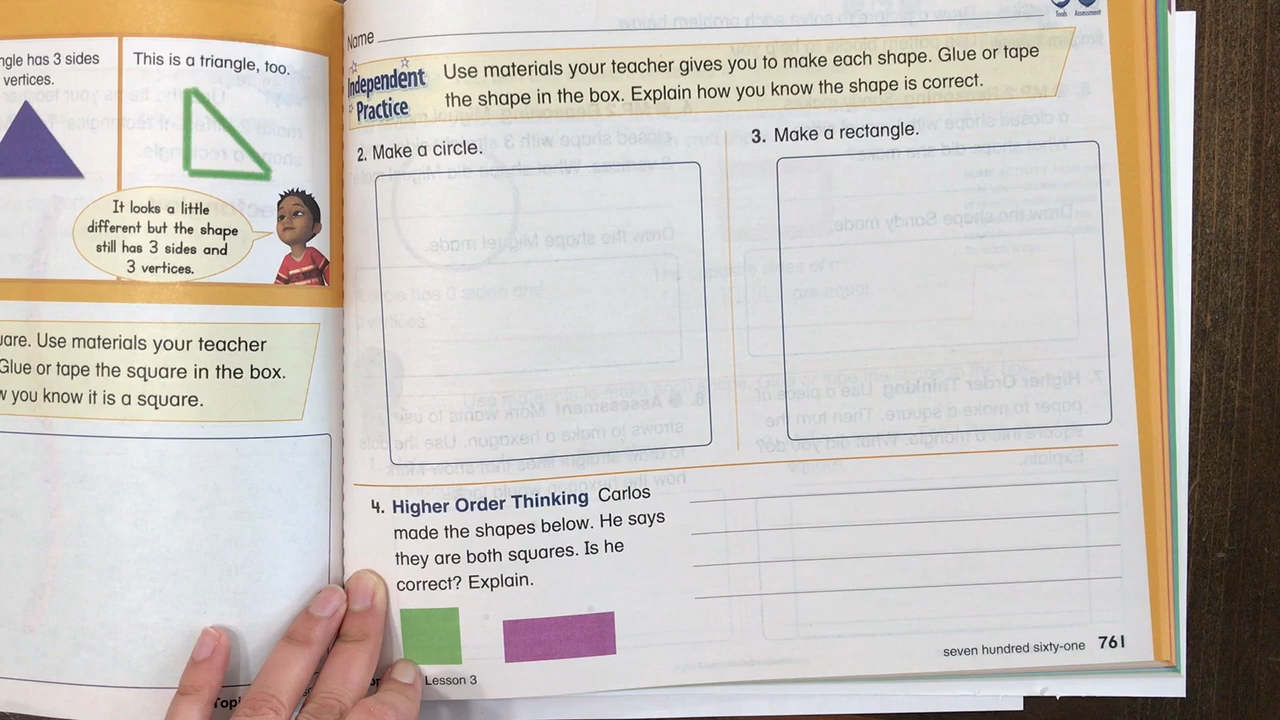 ngle has 3 sides
vertices.
This is a triangle, too.
It looks a little
different but the shape
still has 3 sides and
3 vertices.
uare. Use materials your teacher
Glue or tape the square in the box.
w you know it is a square.
Lesson 3
Tools Assessment
Name
Independent
Practice
Use materials your teacher gives you to make each shape. Glue or tape
the shape in the box. Explain how you know the shape is correct.
2. Make a circle.
3. Make a rectangle.
4. Higher Order Thinking Carlos
made the shapes below. He says
they are both squares. Is he
correct? Explain.
seven hundred sixty-one 761